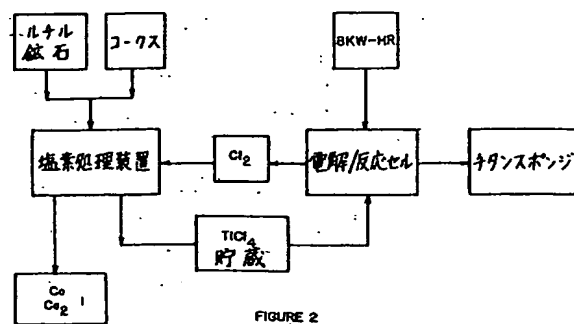 ルチル
鉱石
コークス
8KW-HR
塩素処理装置
Cl2
電解/反応セル
チタンスポンジ
TiCl4
貯蔵
Co
Co2
FIGURE 2